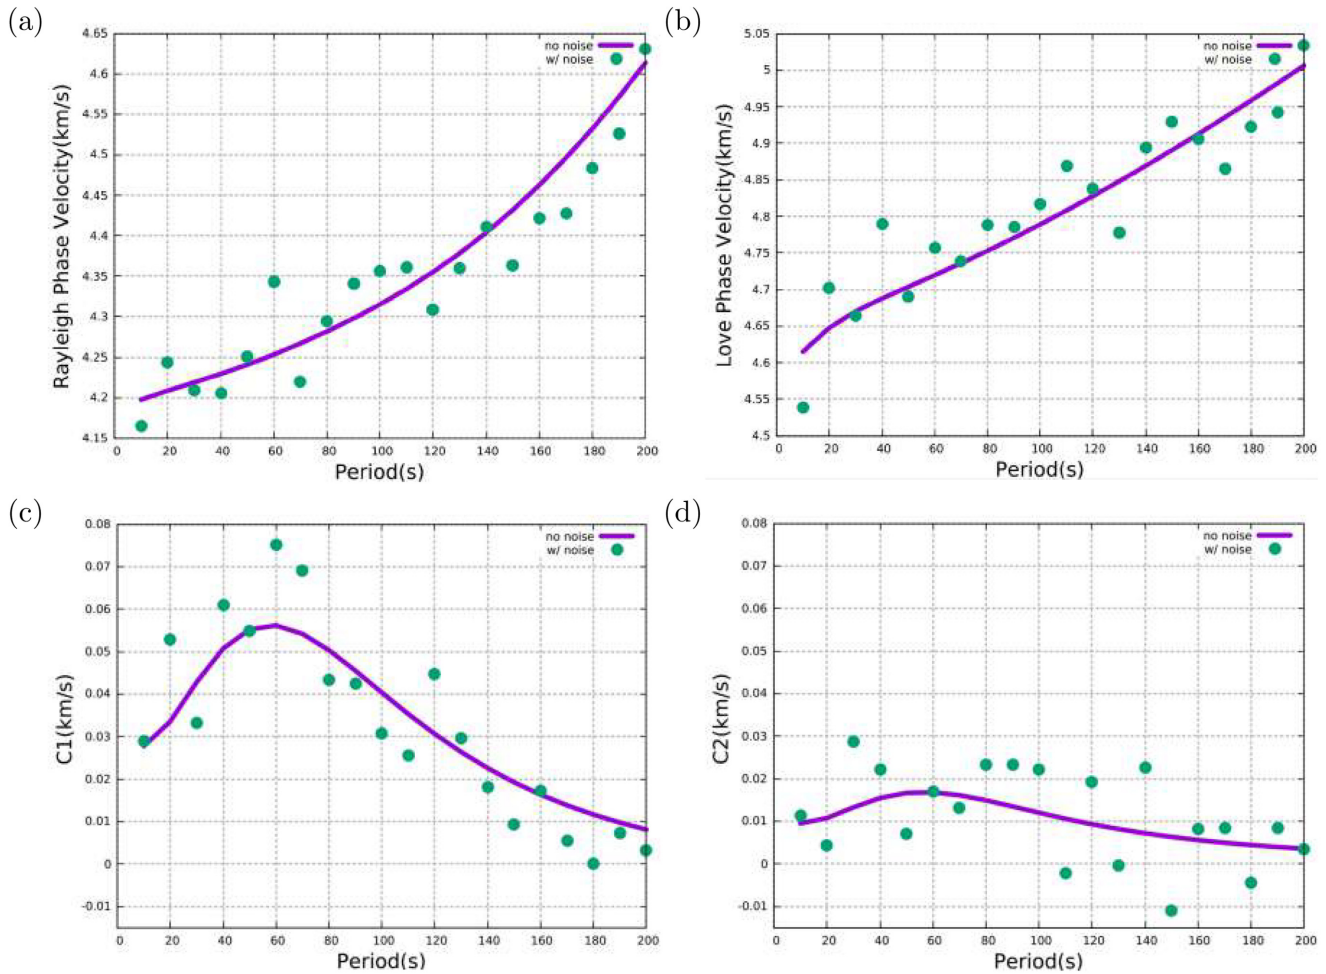 (a)
4.65
4.6
4.55
4.5
4.45
4.4
4.35
4.3
4.25
4.2
4.15
Rayleigh Phase Velocity(km/s)
no noise
w/ noise
0 20 40 60 80 100 120 140 160 180 200
Period(s)
(b)
5.05
5
4.95
4.9
4.85
4.8
4.75
4.7
4.65
4.6
4.55
4.5
Love Phase Velocity(km/s)
no noise
w/ noise
0 20 40 60 80 100 120 140 160 180 200
Period(s)
(c)
0.08
0.07
0.06
0.05
0.04
0.03
0.02
0.01
0
-0.01
C1(km/s)
no noise
w/ noise
0 20 40 60 80 100 120 140 160 180 200
Period(s)
(d)
0.08
0.07
0.06
0.05
0.04
0.03
0.02
0.01
0
-0.01
C2(km/s)
no noise
w/ noise
0 20 40 60 80 100 120 140 160 180 200
Period(s)